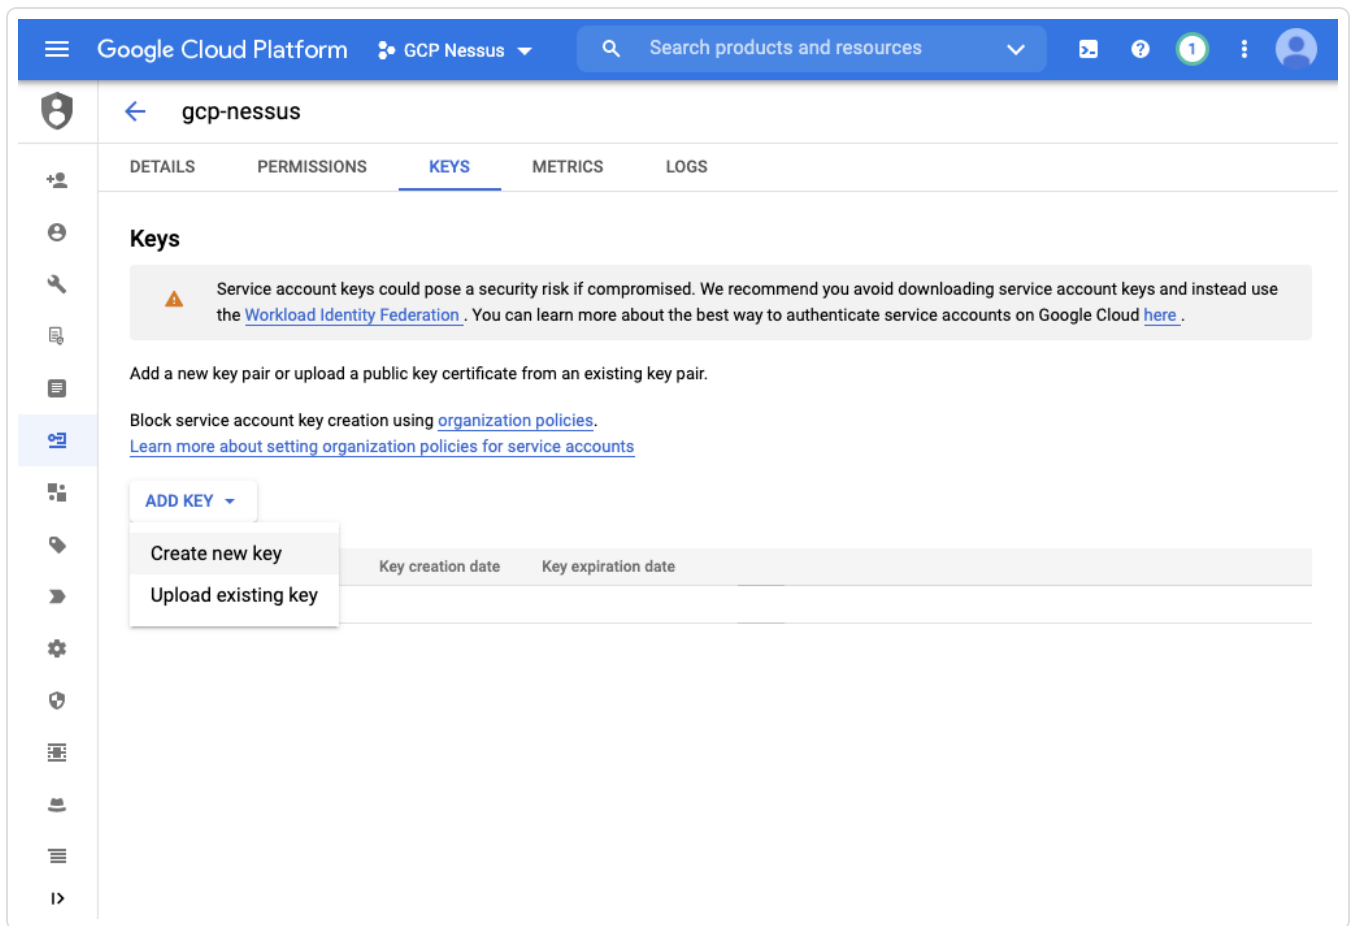 Google Cloud Platform
GCP Nessus
Search products and resources
1
gcp-nessus
DETAILS
PERMISSIONS
KEYS
METRICS
LOGS
Keys
Service account keys could pose a security risk if compromised. We recommend you avoid downloading service account keys and instead use
the Workload Identity Federation . You can learn more about the best way to authenticate service accounts on Google Cloud here .
Add a new key pair or upload a public key certificate from an existing key pair.
Block service account key creation using organization policies.
Learn more about setting organization policies for service accounts
ADD KEY
Create new key
Upload existing key
Key creation date
Key expiration date